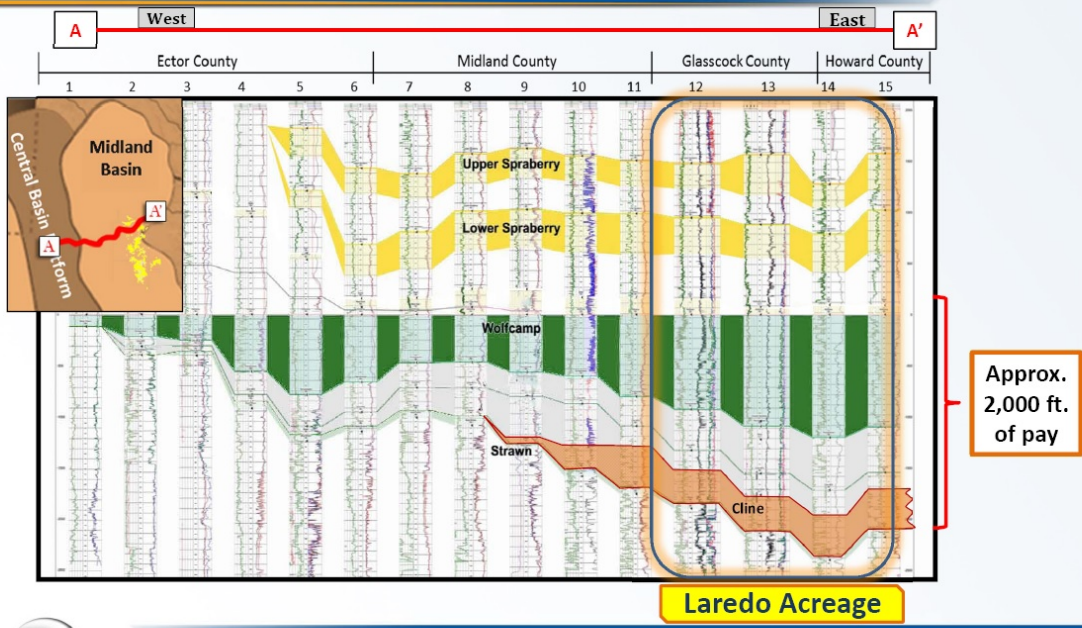 A
West
East
A'
Ector County
Midland County
Glasscock County
Howard County
1 2 3 4 5 6 7 8 9 10 11 12 13 14 15
Central Basin
tform
Midland
Basin
A'
A
Upper Spraberry
Lower Spraberry
Wolfcamp
Strawn
Cline
Approx.
2,000 ft.
of pay
Laredo Acreage